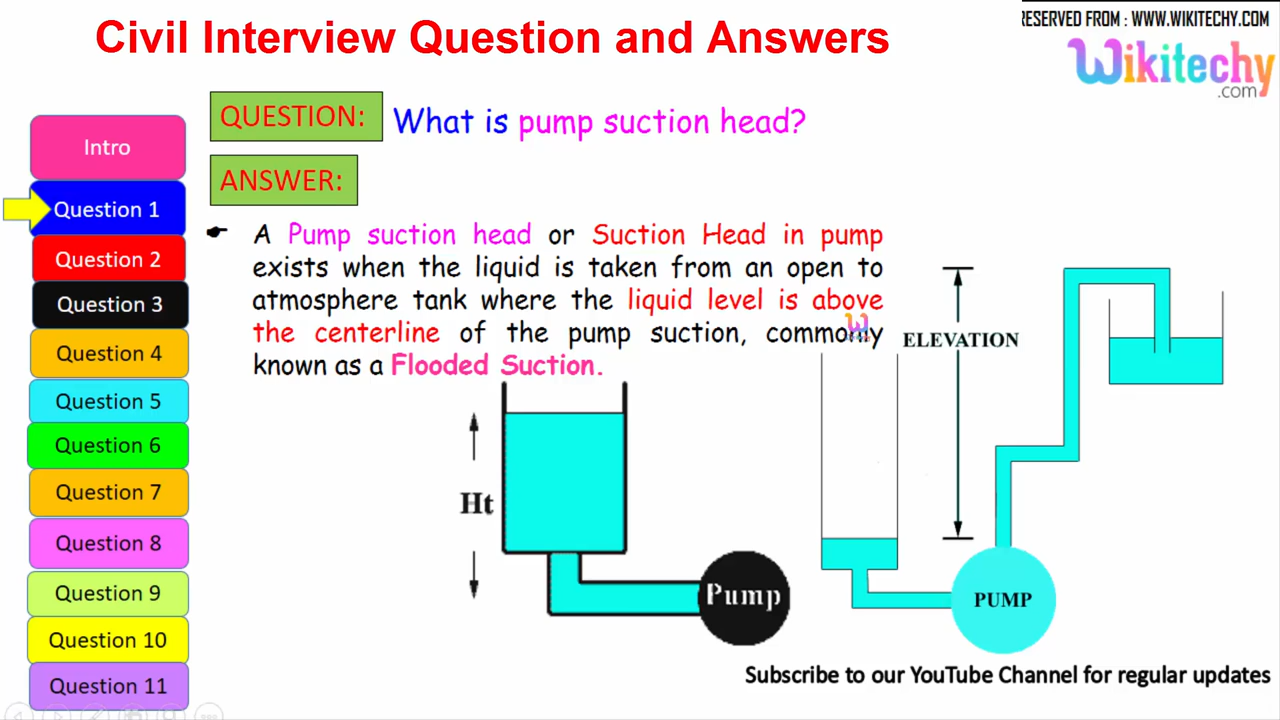 Civil Interview Question and Answers
RESERVED FROM : WWW.WIKITECHY.COM
Wikitechy
.com
QUESTION: What is pump suction head?
ANSWER:
Intro
Question 1
Question 2
Question 3
Question 4
Question 5
Question 6
Question 7
Question 8
Question 9
Question 10
Question 11
A Pump suction head or Suction Head in pump
exists when the liquid is taken from an open to
atmosphere tank where the liquid level is above
the centerline of the pump suction, commonly
known as a Flooded Suction.
W
Ht
Pump
ELEVATION
PUMP
Subscribe to our YouTube Channel for regular updates